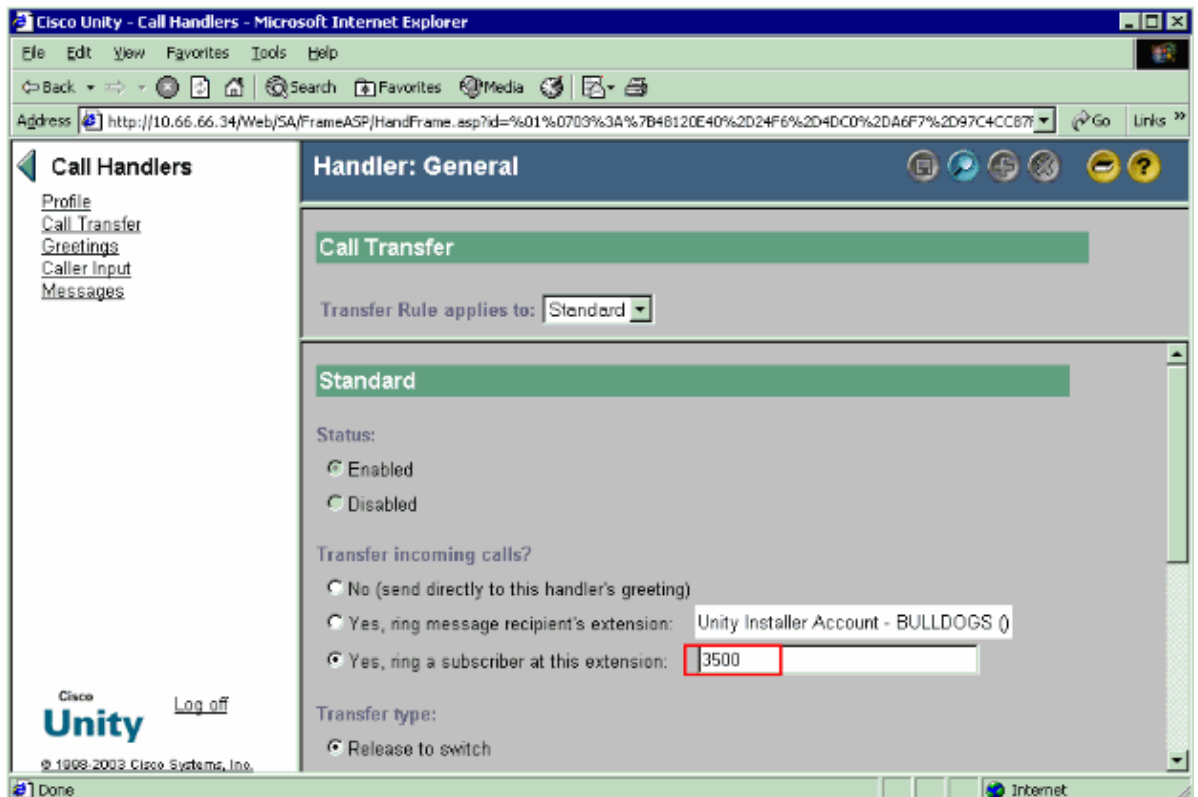 Cisco Unity - Call Handlers - Microsoft Internet Explorer
File Edit View Favorites Tools Help
Back Search Favorites Media
Address http://10.66.66.34/Web/SA/FrameASP/HandFrame.asp?id=%01%0703%3A%7B48120E40%2D24F6%2D4DC0%2DA6F7%2D97C4CC87 Go Links »
Call Handlers
Profile
Call Transfer
Greetings
Caller Input
Messages
Handler: General
?
Call Transfer
Transfer Rule applies to: Standard
Standard
Status:
Enabled
Disabled
Transfer incoming calls?
No (send directly to this handler's greeting)
Yes, ring message recipient's extension: Unity Installer Account - BULLDOGS ()
Yes, ring a subscriber at this extension: 3500
Transfer type:
Release to switch
Cisco
Unity
Log off
© 1998-2003 Cisco Systems, Inc.
Done
Internet